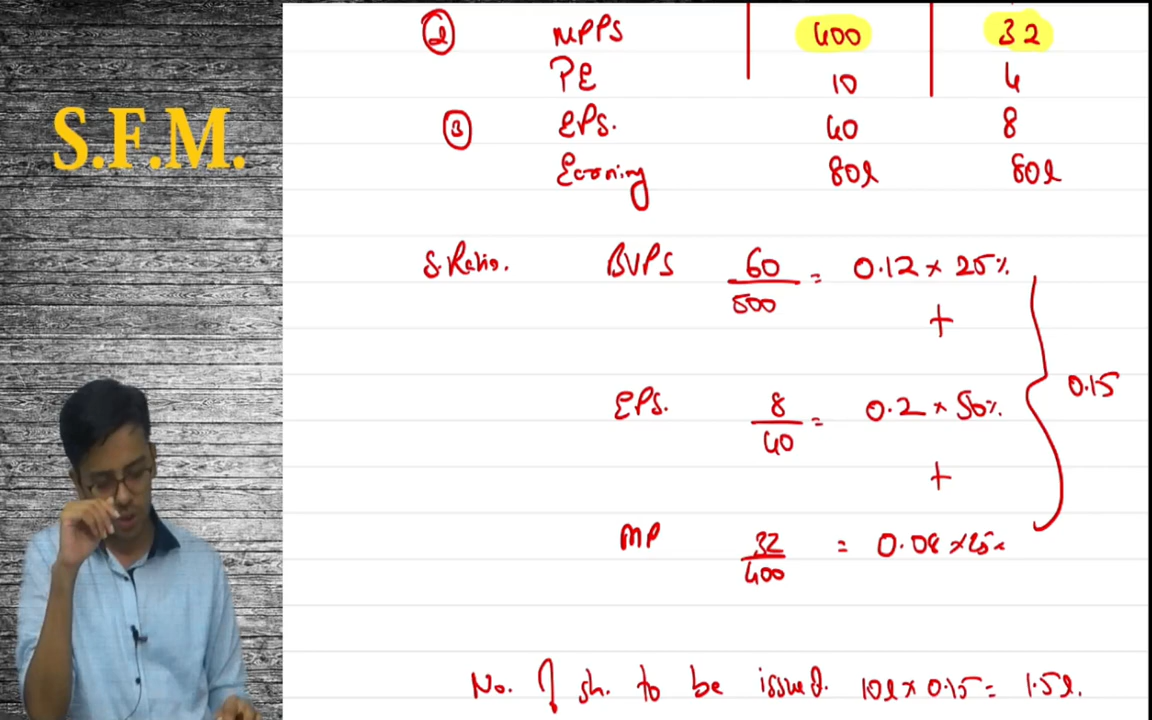 S.F.M.
② MPPS 400 32
PE 10 4
③ EPS. 40 8
Earning 80l 80l
S. Ratio. BVPS 60/500 = 0.12 × 25%
+
EPS. 8/40 = 0.2 × 50%
0.15
+
MP 32/400 = 0.08 × 25%
No. of sh. to be issued. 10l × 0.15 = 1.5l.